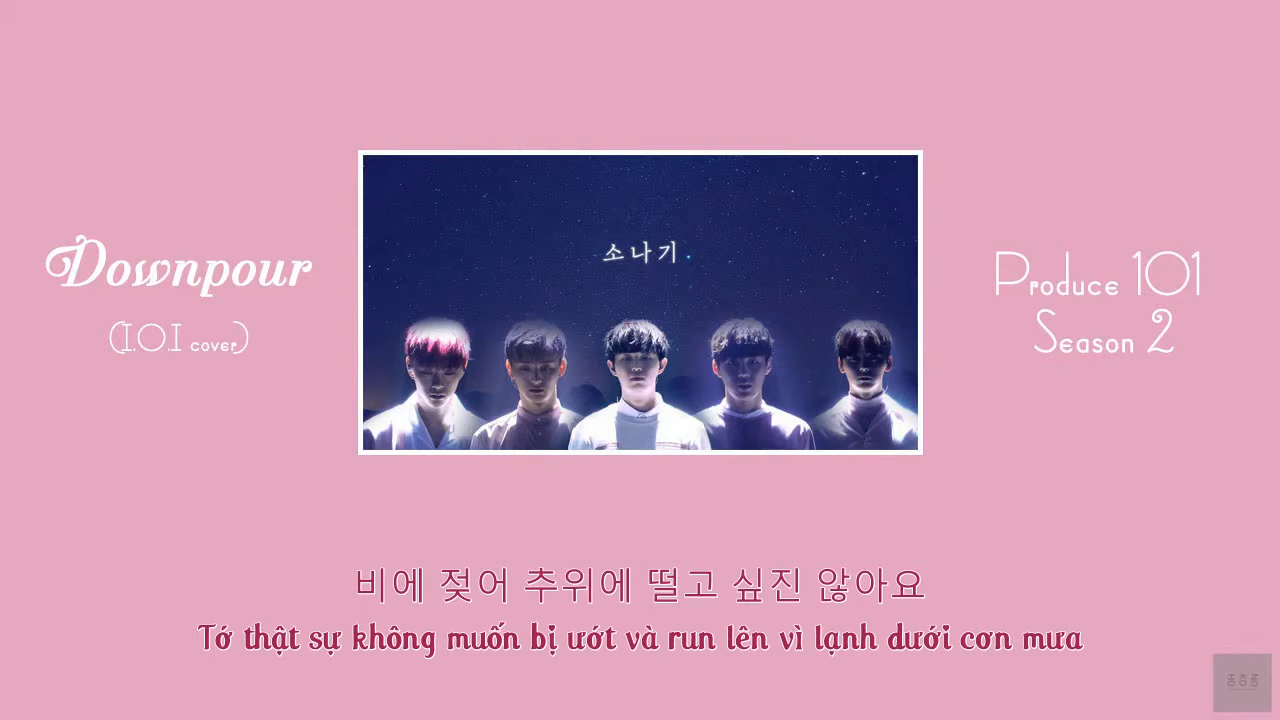 소나기.
Downpour
(I.O.I cover)
Produce 101
Season 2
비에 젖어 추위에 떨고 싶진 않아요
Tớ thật sự không muốn bị ướt và run lên vì lạnh dưới cơn mưa